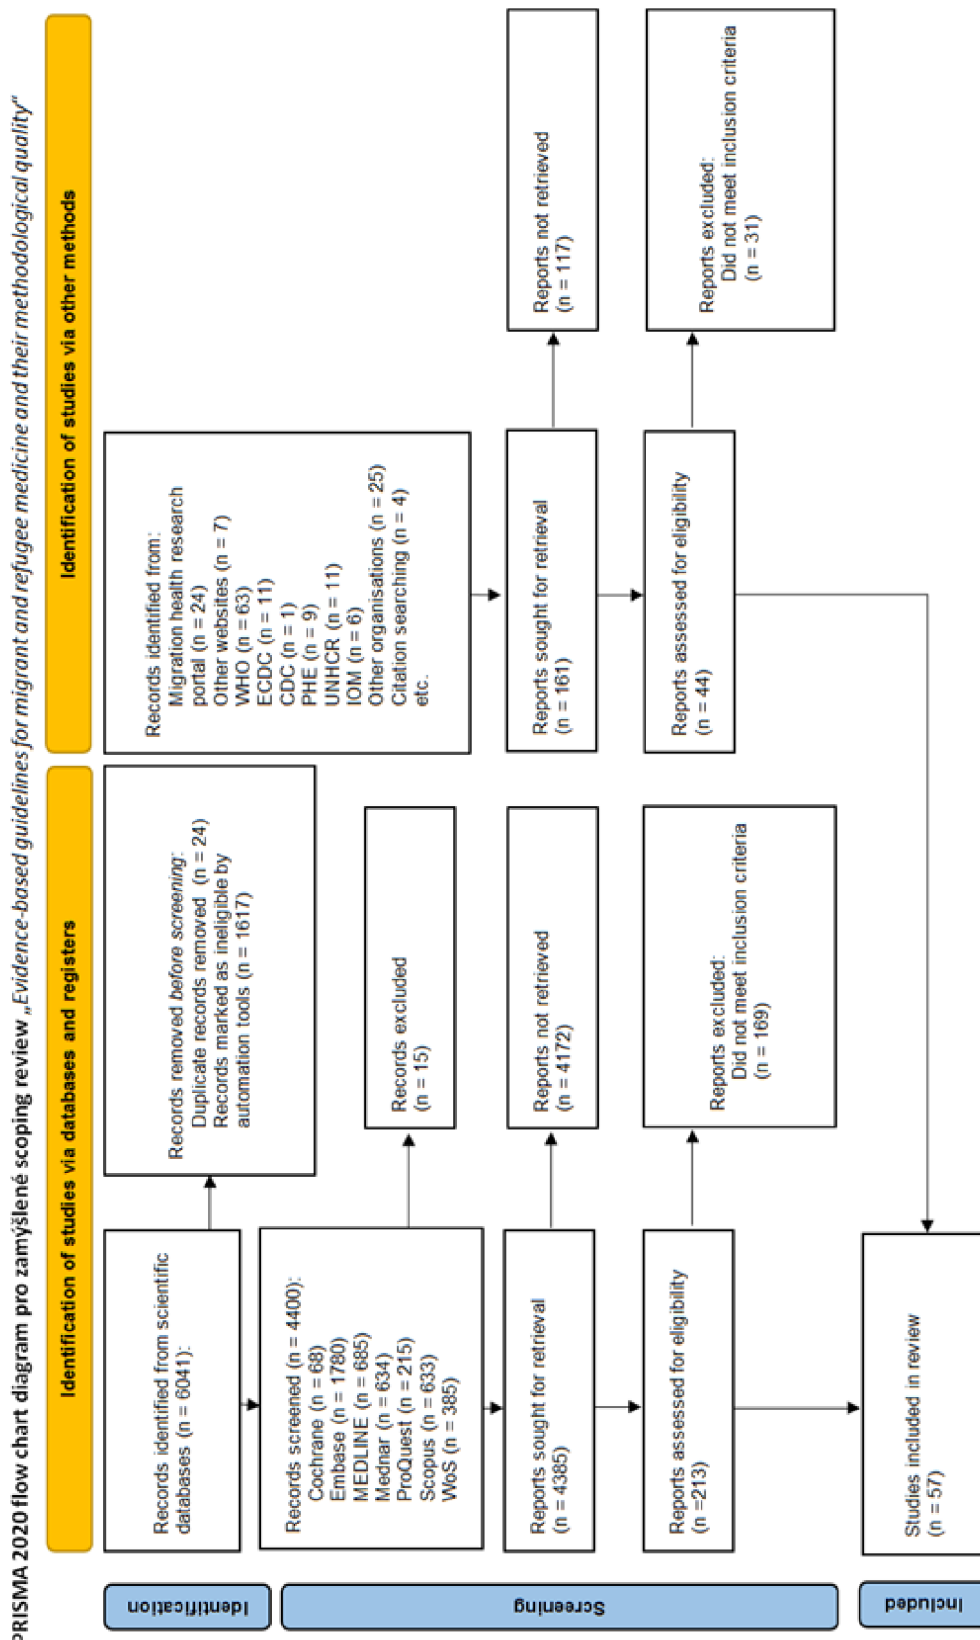 PRISMA 2020 flow chart diagram pro zamýšlené scoping review „Evidence-based guidelines for migrant and refugee medicine and their methodological quality“
Identification of studies via databases and registers
Identification of studies via other methods
Identification
Records identified from scientific
databases (n = 6041):
Records removed before screening:
Duplicate records removed (n = 24)
Records marked as ineligible by
automation tools (n = 1617)
Records identified from:
Migration health research
portal (n = 24)
Other websites (n = 7)
WHO (n = 63)
ECDC (n = 11)
CDC (n = 1)
PHE (n = 9)
UNHCR (n = 11)
IOM (n = 6)
Other organisations (n = 25)
Citation searching (n = 4)
etc.
Screening
Records screened (n = 4400):
Cochrane (n = 68)
Embase (n = 1780)
MEDLINE (n = 685)
Mednar (n = 634)
ProQuest (n = 215)
Scopus (n = 633)
WoS (n = 385)
Records excluded
(n = 15)
Reports sought for retrieval
(n = 4385)
Reports not retrieved
(n = 4172)
Reports sought for retrieval
(n = 161)
Reports not retrieved
(n = 117)
Reports assessed for eligibility
(n =213)
Reports excluded:
Did not meet inclusion criteria
(n = 169)
Reports assessed for eligibility
(n = 44)
Reports excluded:
Did not meet inclusion criteria
(n = 31)
Included
Studies included in review
(n = 57)